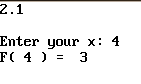 2.1
Enter your x: 4
F( 4 ) =  3